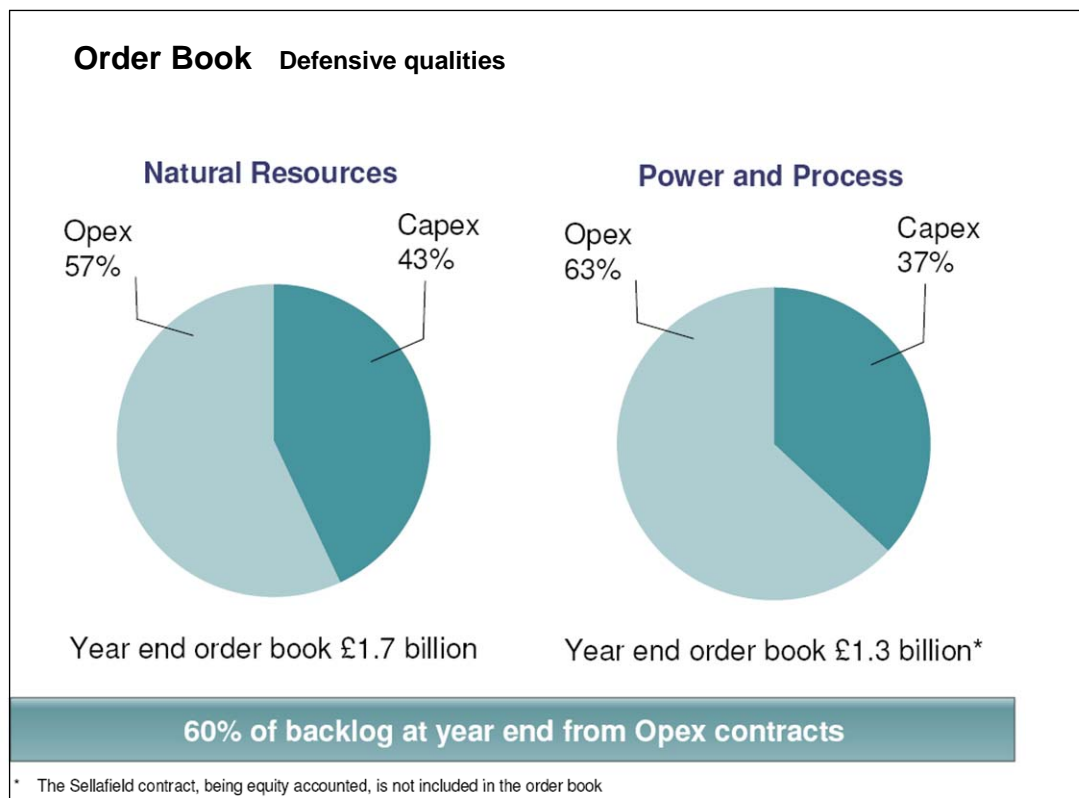 Order Book Defensive qualities
Natural Resources
Opex
57%
Capex
43%
Year end order book £1.7 billion
Power and Process
Opex
63%
Capex
37%
Year end order book £1.3 billion*
60% of backlog at year end from Opex contracts
* The Sellafield contract, being equity accounted, is not included in the order book